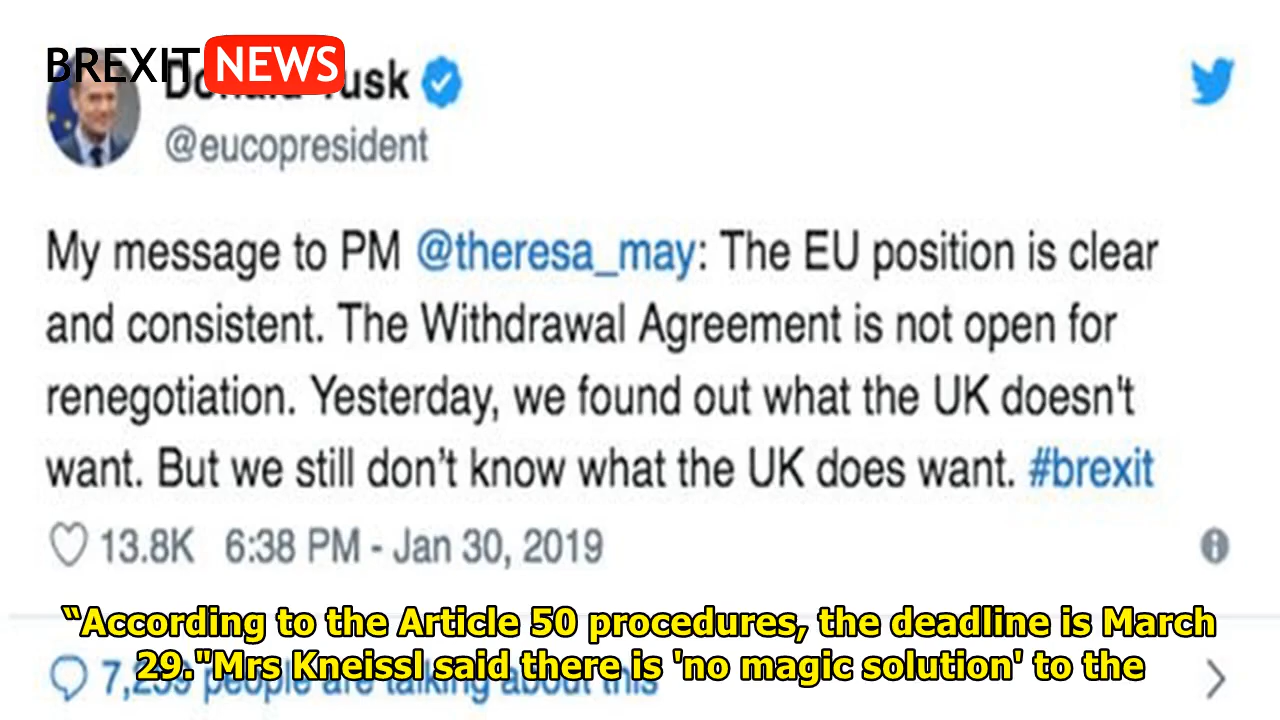 BREXIT NEWS
Donald Tusk
@eucopresident
My message to PM @theresa_may: The EU position is clear
and consistent. The Withdrawal Agreement is not open for
renegotiation. Yesterday, we found out what the UK doesn't
want. But we still don’t know what the UK does want. #brexit
13.8K 6:38 PM - Jan 30, 2019
“According to the Article 50 procedures, the deadline is March
29."Mrs Kneissl said there is 'no magic solution' to the
people are talking about this